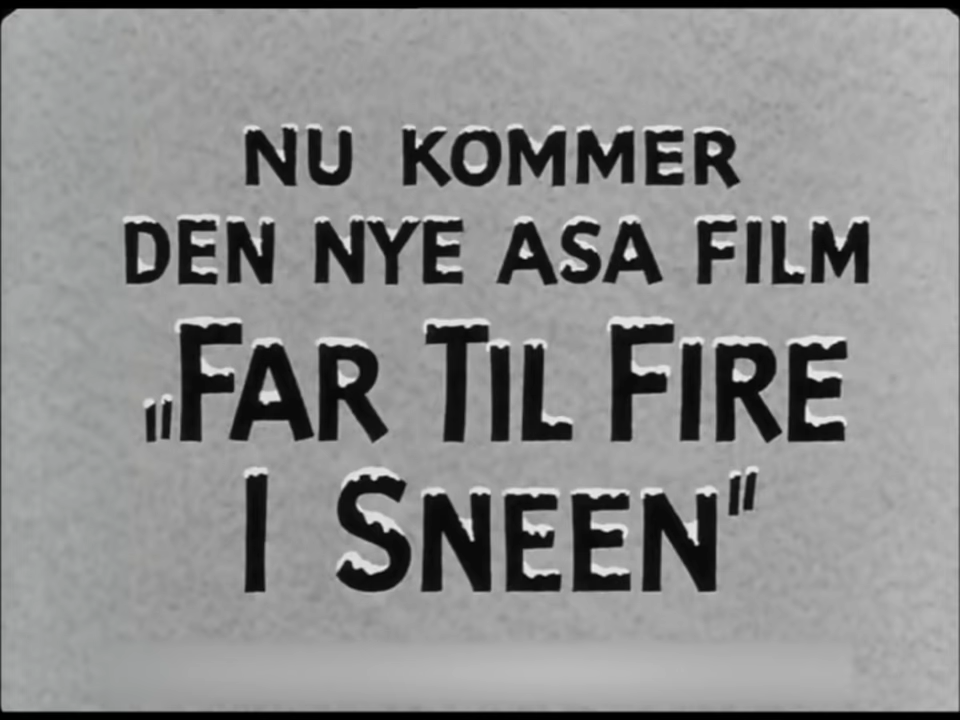 NU KOMMER
DEN NYE ASA FILM
„FAR TIL FIRE
I SNEEN"